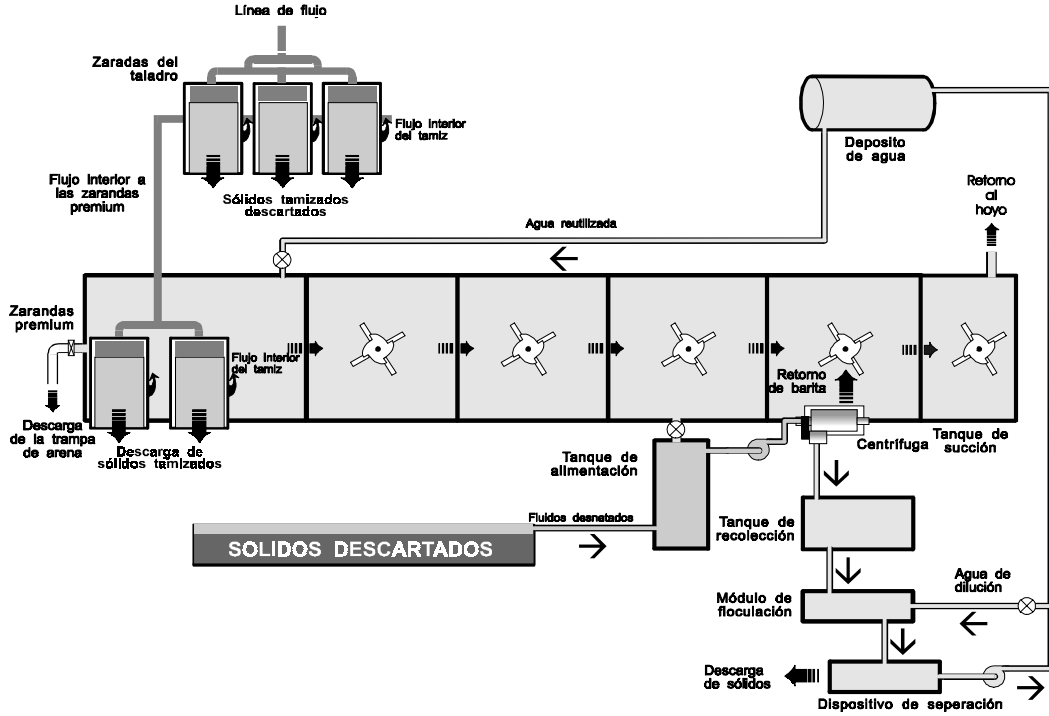 Línea de flujo
Zaradas del
taladro
Flujo interior
del tamiz
Deposito
de agua
Flujo interior a
las zarandas
premium
Sólidos tamizados
descartados
Retorno
al
hoyo
Agua reutilizada
Zarandas
premium
Flujo interior
del tamiz
Retorno
de barita
Descarga
de la trampa
de arena
Descarga de
sólidos tamizados
Tanque de
alimentación
Centrífuga
Tanque de
succión
Fluidos desnatados
SOLIDOS DESCARTADOS
Tanque de
recolección
Agua de
dilución
Módulo de
floculación
Descarga
de sólidos
Dispositivo de seperación